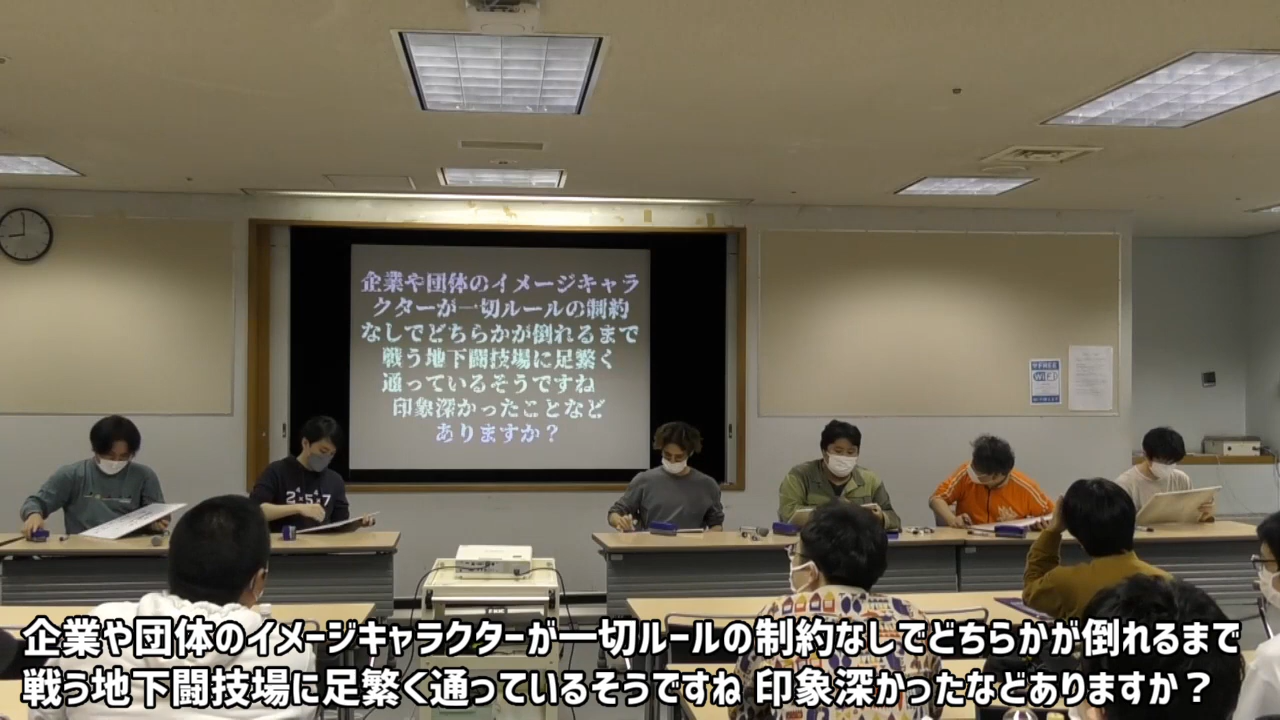 企業や団体のイメージキャラ
クターが一切ルールの制約
なしでどちらかが倒れるまで
戦う地下闘技場に足繁く
通っているそうですね
印象深かったことなど
ありますか？
FREE
Wi-Fi
企業や団体のイメージキャラクターが一切ルールの制約なしでどちらかが倒れるまで
戦う地下闘技場に足繁く通っているそうですね 印象深かったなどありますか？